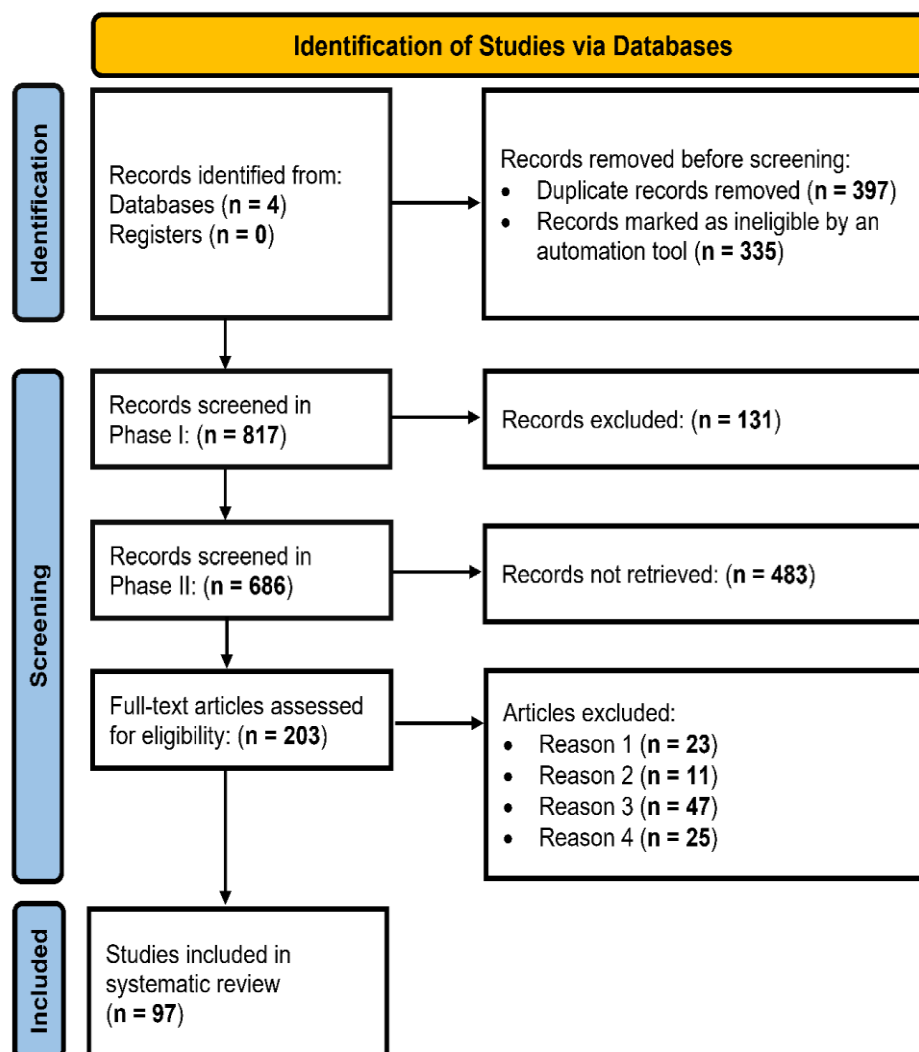 Identification of Studies via Databases
Identification
Records identified from:
Databases (n = 4)
Registers (n = 0)
Records removed before screening:
• Duplicate records removed (n = 397)
• Records marked as ineligible by an
automation tool (n = 335)
Screening
Records screened in
Phase I: (n = 817)
Records excluded: (n = 131)
Records screened in
Phase II: (n = 686)
Records not retrieved: (n = 483)
Full-text articles assessed
for eligibility: (n = 203)
Articles excluded:
• Reason 1 (n = 23)
• Reason 2 (n = 11)
• Reason 3 (n = 47)
• Reason 4 (n = 25)
Included
Studies included in
systematic review
(n = 97)